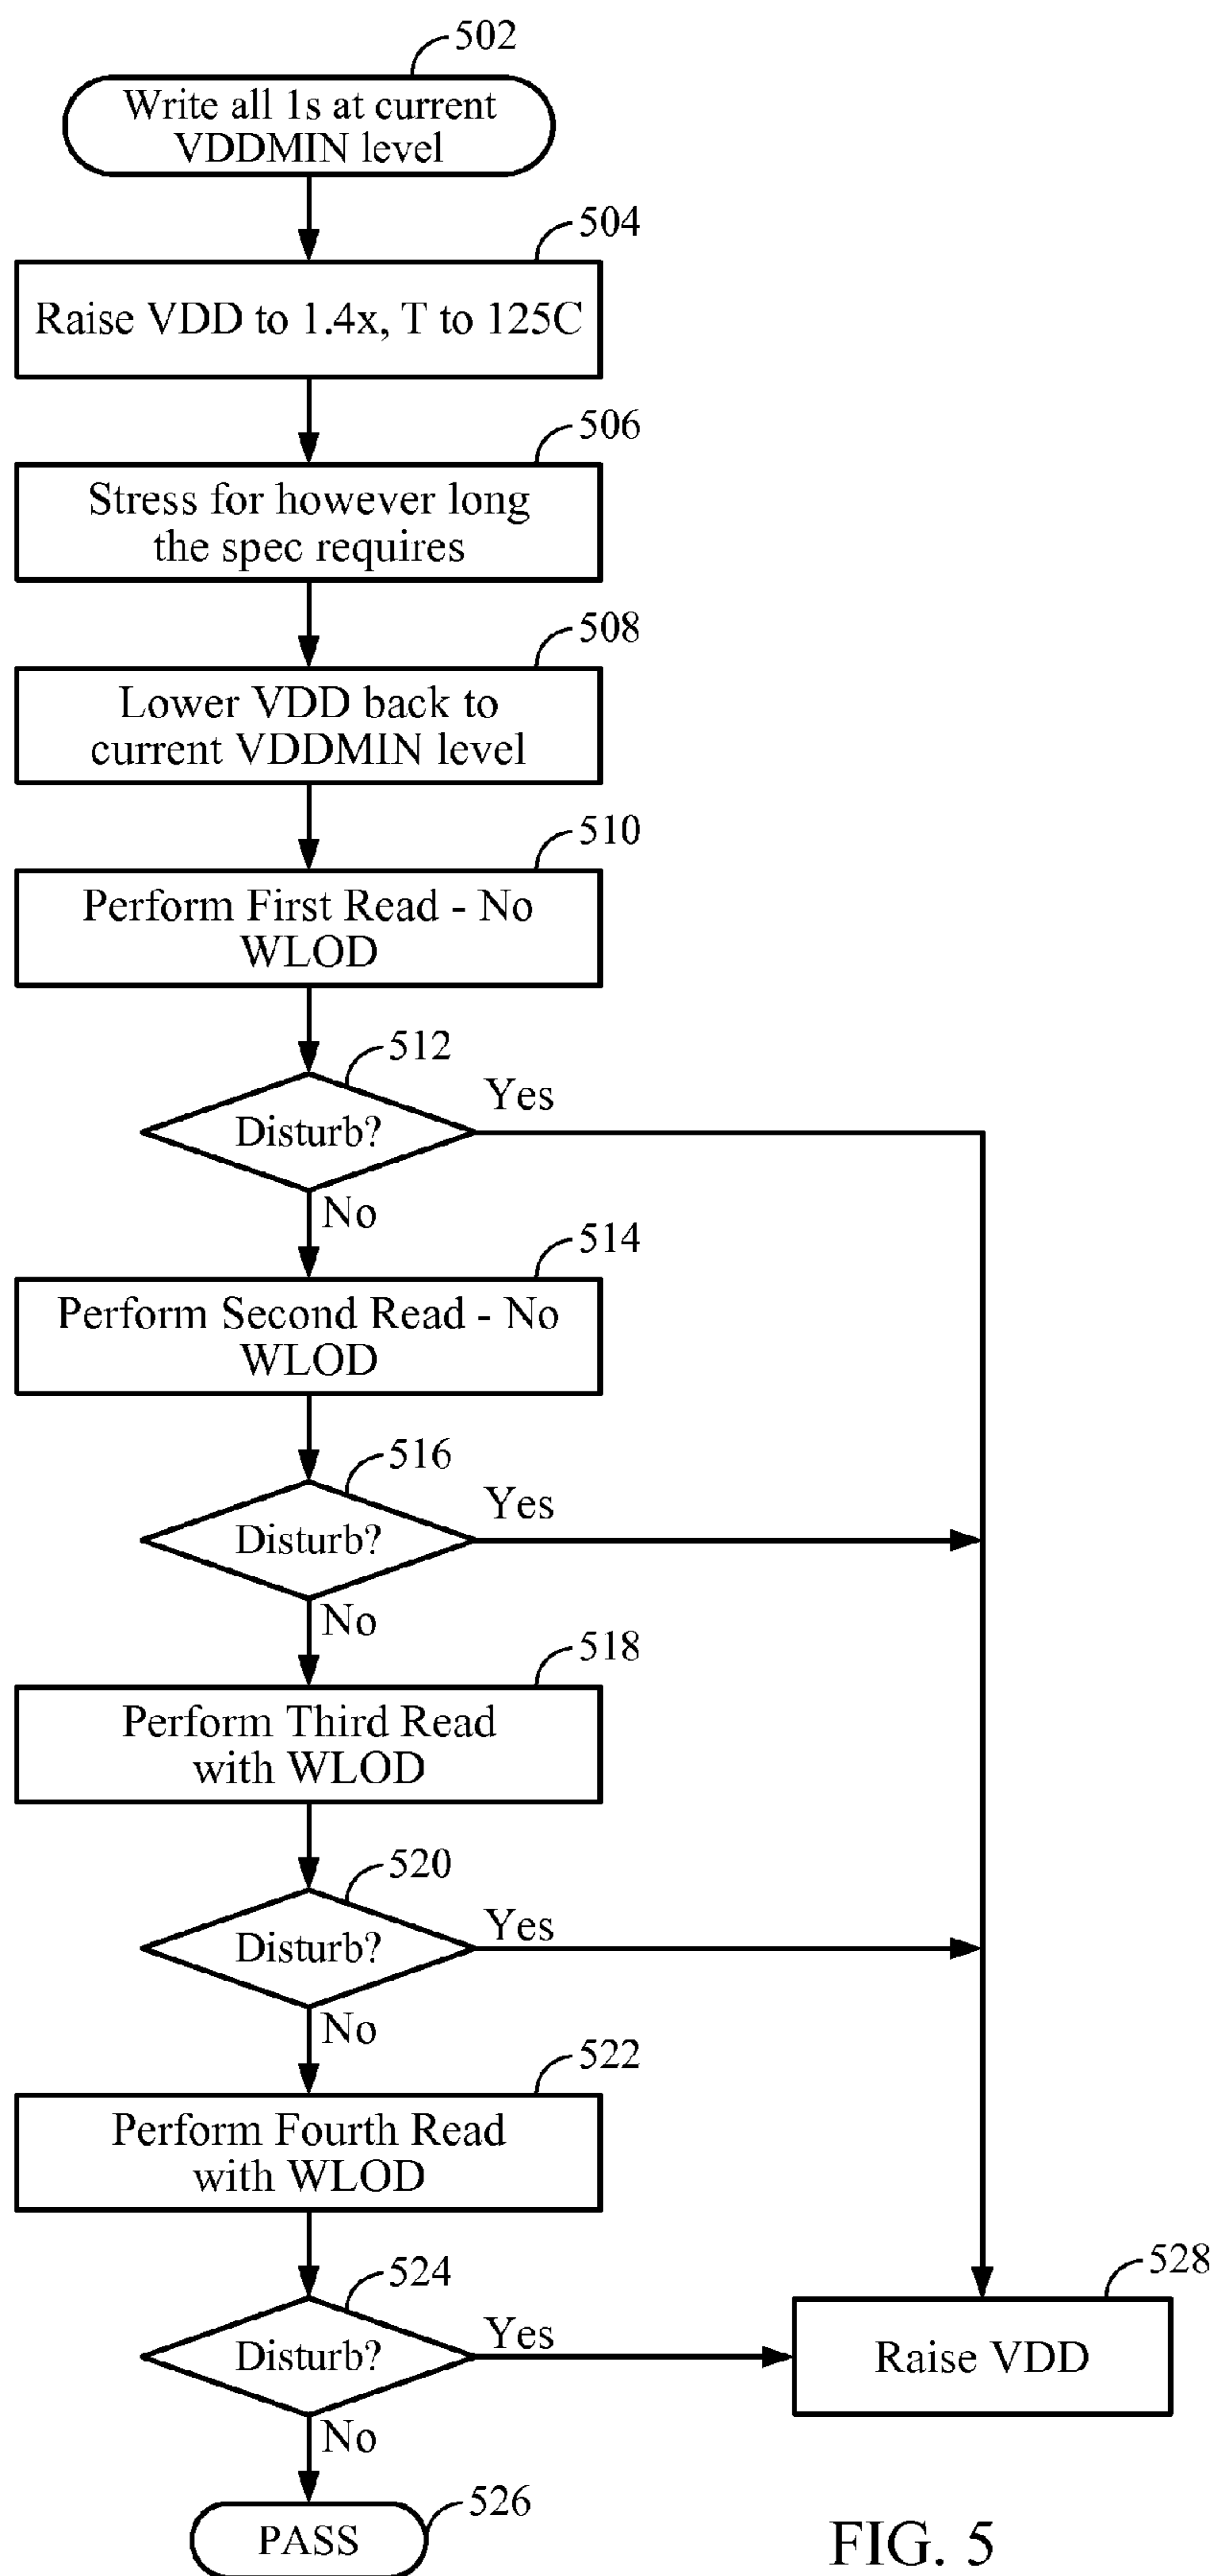 502
Write all 1s at current
VDDMIN level
504
Raise VDD to 1.4x, T to 125C
506
Stress for however long
the spec requires
508
Lower VDD back to
current VDDMIN level
510
Perform First Read - No
WLOD
512
Disturb?
Yes
No
514
Perform Second Read - No
WLOD
516
Disturb?
Yes
No
518
Perform Third Read
with WLOD
520
Disturb?
Yes
No
522
Perform Fourth Read
with WLOD
524
Disturb?
Yes
528
Raise VDD
No
526
PASS
FIG. 5